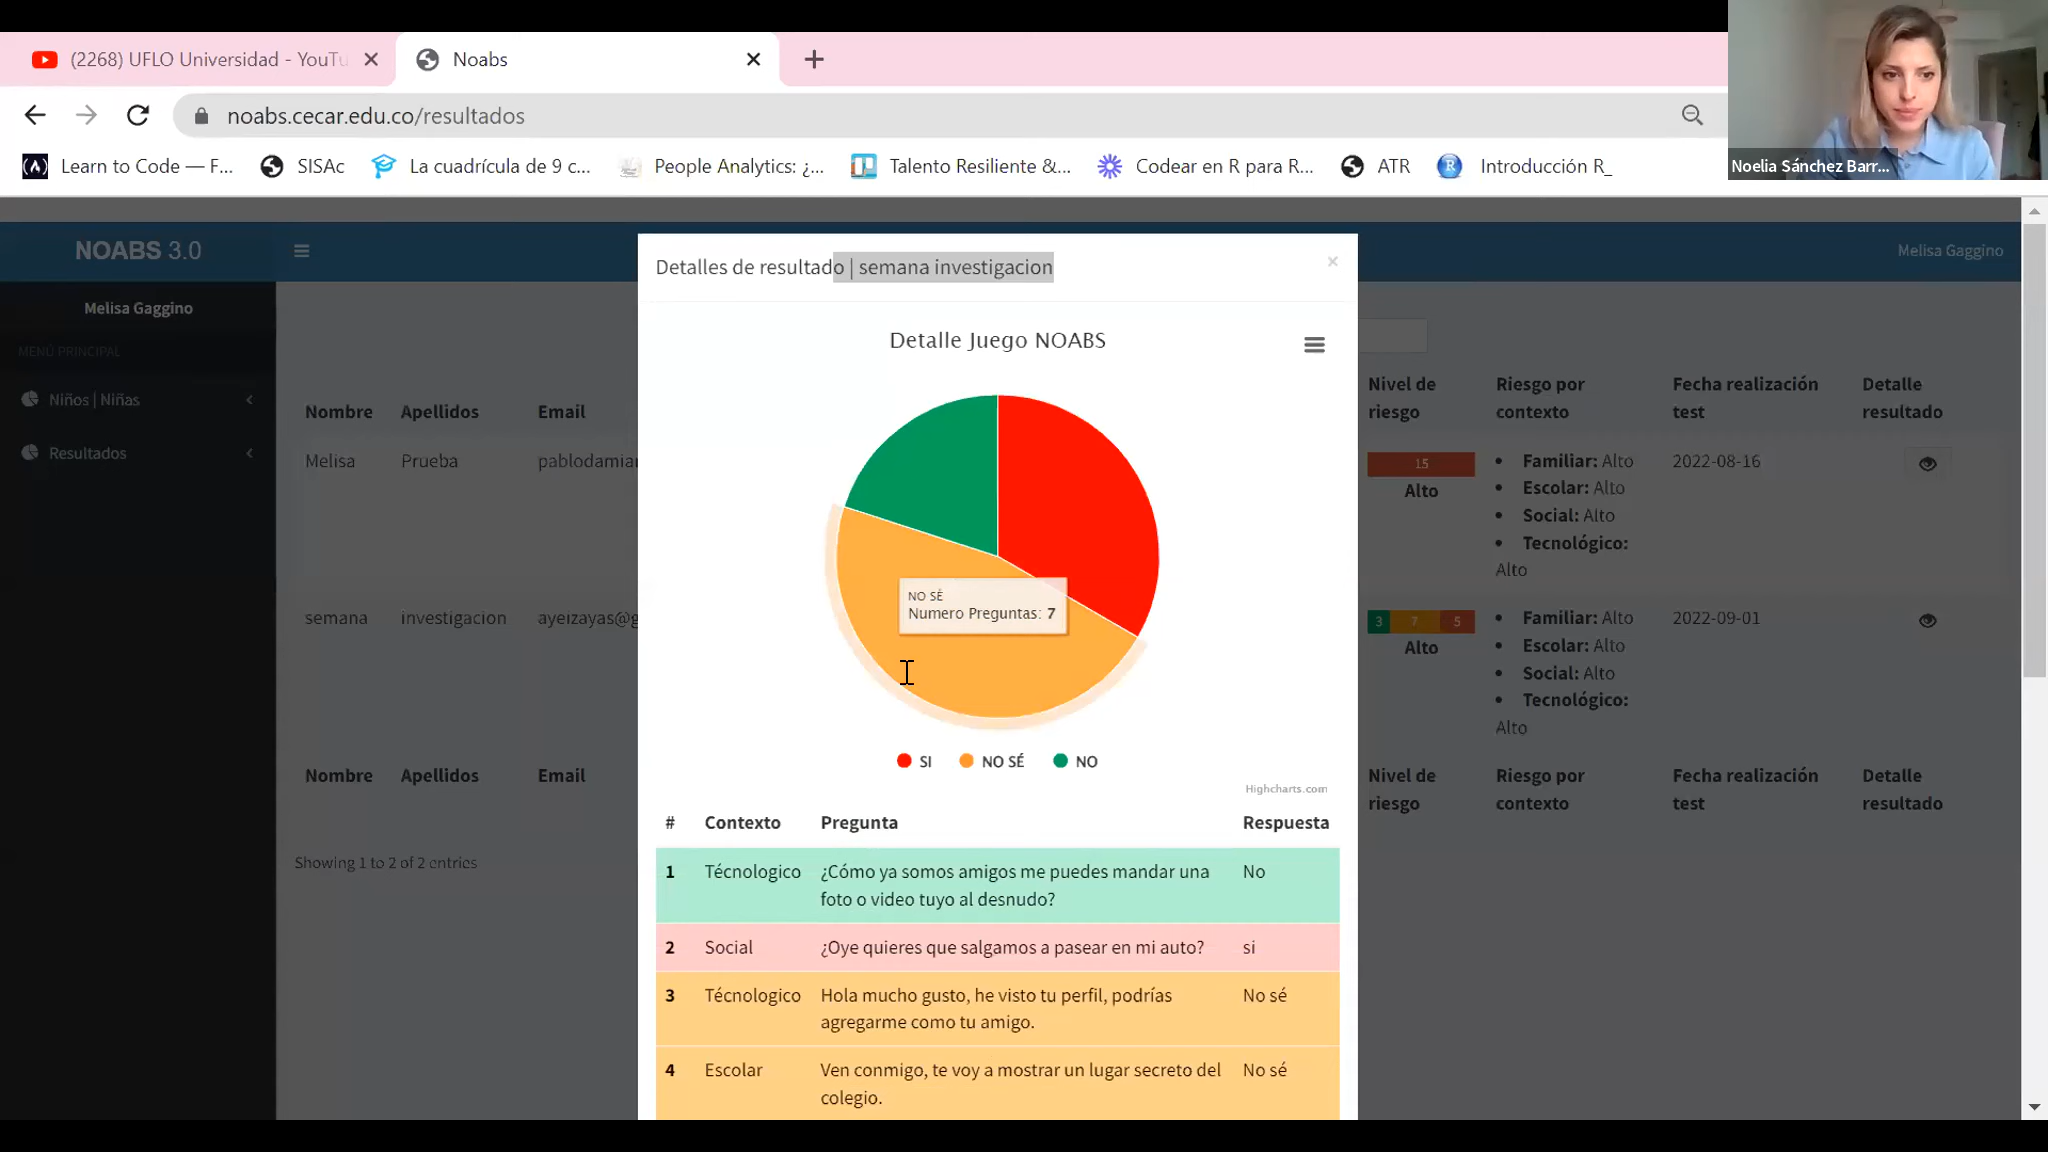 (2268) UFLO Universidad - YouTu
Noabs
noabs.cecar.edu.co/resultados
Learn to Code — F...
SISAc
La cuadrícula de 9 c...
People Analytics: ¿...
Talento Resiliente &...
Codear en R para R...
ATR
Introducción R_
Noelia Sánchez Barr...
NOABS 3.0
Melisa Gaggino
Melisa Gaggino
MENÚ PRINCIPAL
Niños | Niñas
Resultados
Detalles de resultado | semana investigacion
×
Detalle Juego NOABS
NO SÉ
Numero Preguntas: 7
SI NO SÉ NO
Highcharts.com
# Contexto Pregunta Respuesta
1 Técnologico ¿Cómo ya somos amigos me puedes mandar una No
foto o video tuyo al desnudo?
2 Social ¿Oye quieres que salgamos a pasear en mi auto? si
3 Técnologico Hola mucho gusto, he visto tu perfil, podrías No sé
agregarme como tu amigo.
4 Escolar Ven conmigo, te voy a mostrar un lugar secreto del No sé
colegio.
Nombre Apellidos Email
Nivel de Riesgo por Fecha realización Detalle
riesgo contexto test resultado
Melisa Prueba pablodamiar
15
Alto
Familiar: Alto
Escolar: Alto
Social: Alto
Tecnológico:
Alto
2022-08-16
semana investigacion ayeizayas@g
3 7 5
Alto
Familiar: Alto
Escolar: Alto
Social: Alto
Tecnológico:
Alto
2022-09-01
Nombre Apellidos Email
Nivel de Riesgo por Fecha realización Detalle
riesgo contexto test resultado
Showing 1 to 2 of 2 entries